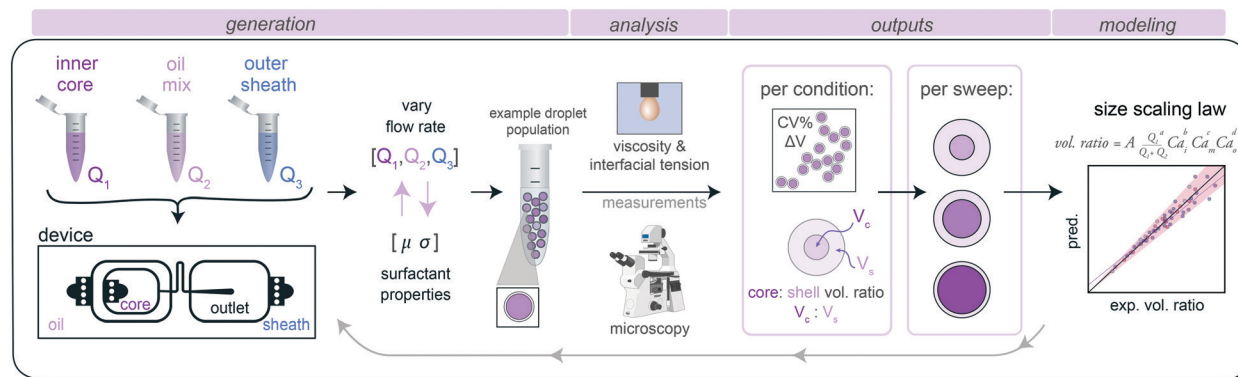 generation
analysis
outputs
modeling
inner
core
oil
mix
outer
sheath
Q1
Q2
Q3
device
core
outlet
oil
sheath
vary
flow rate
[Q1,Q2,Q3]
[ μ σ ]
surfactant
properties
example droplet
population
viscosity &
interfacial tension
measurements
microscopy
per condition:
CV%
ΔV
Vc
Vs
core: shell vol. ratio
Vc : Vs
per sweep:
size scaling law
pred.
exp. vol. ratio